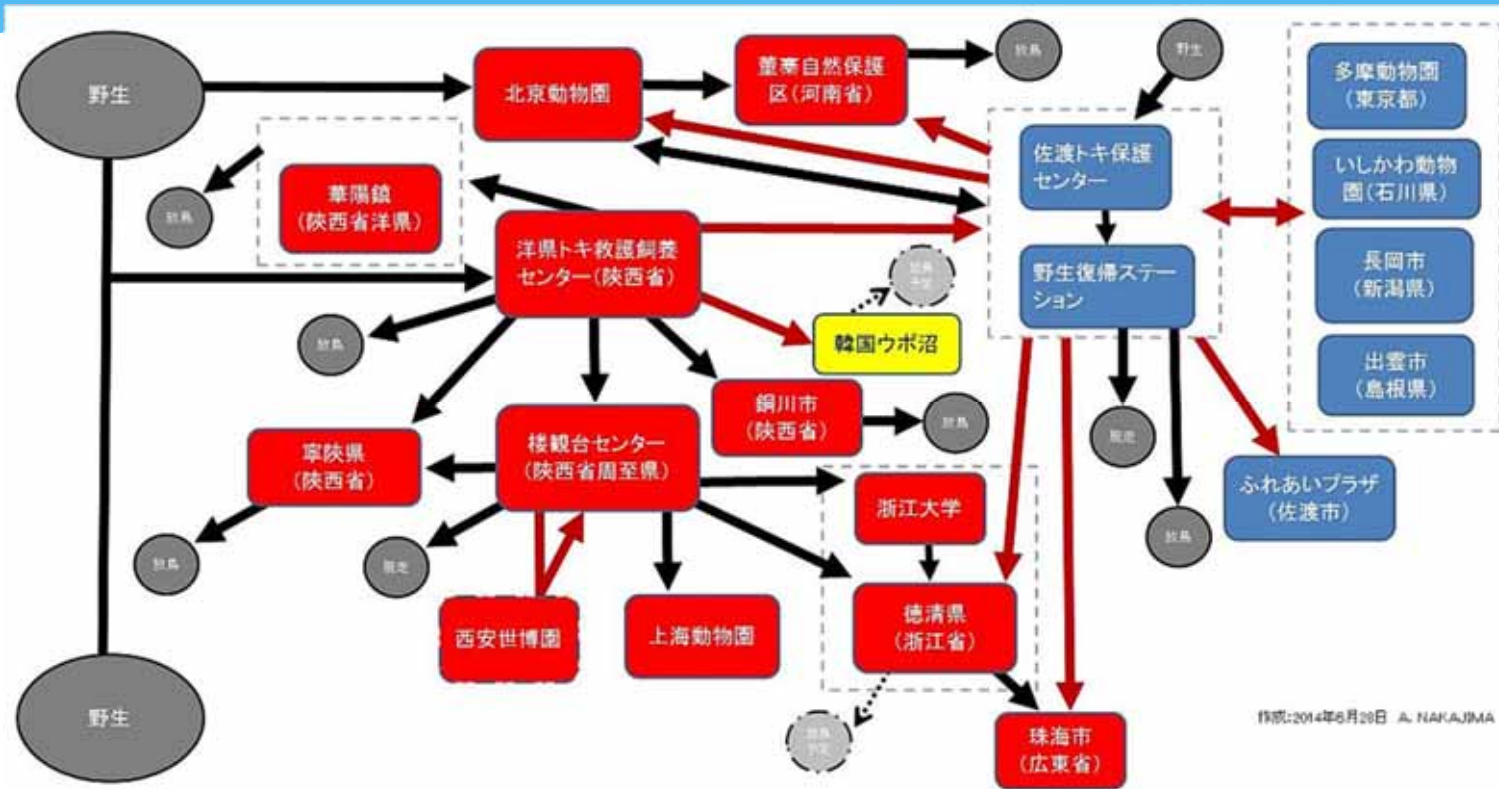 野生
北京動物園
董寨自然保護
区(河南省)
放鳥
野生
多摩動物園
(東京都)
佐渡トキ保護
センター
いしかわ動物
園(石川県)
華陽鎮
(陝西省洋県)
放鳥
洋県トキ救護飼養
センター(陝西省)
野生復帰ステー
ション
長岡市
(新潟県)
放鳥
予定
放鳥
韓国ウポ沼
出雲市
(島根県)
銅川市
(陝西省)
放鳥
寧陝県
(陝西省)
楼観台センター
(陝西省周至県)
脱走
ふれあいプラザ
(佐渡市)
浙江大学
放鳥
放鳥
脱走
西安世博園
上海動物園
徳清県
(浙江省)
野生
放鳥
予定
珠海市
(広東省)
作成:2014年6月28日 A. NAKAJIMA